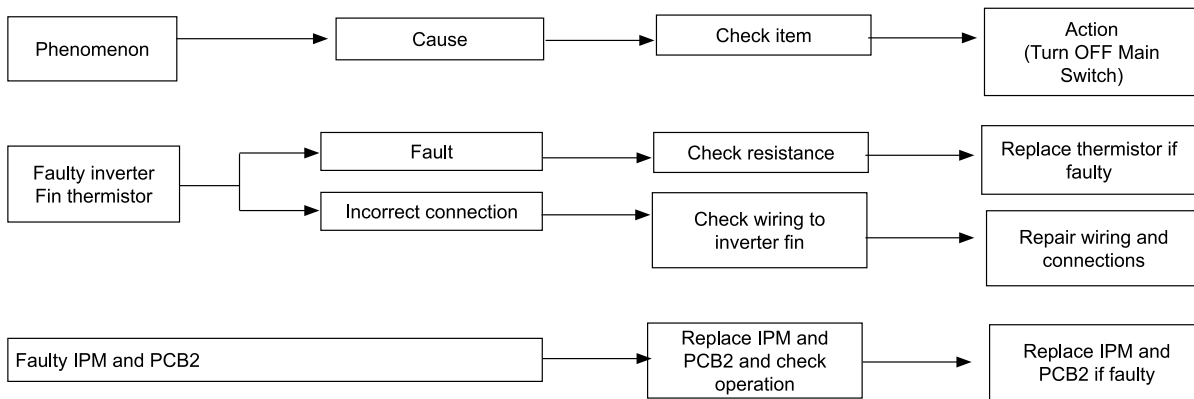 Phenomenon
Cause
Check item
Action
(Turn OFF Main
Switch)
Faulty inverter
Fin thermistor
Fault
Check resistance
Replace thermistor if
faulty
Incorrect connection
Check wiring to
inverter fin
Repair wiring and
connections
Faulty IPM and PCB2
Replace IPM and
PCB2 and check
operation
Replace IPM and
PCB2 if faulty